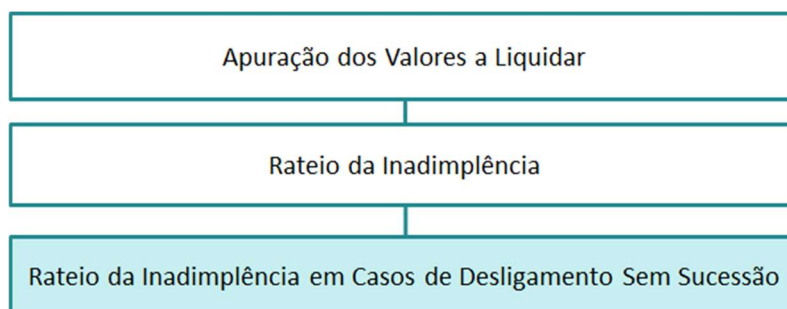 Apuração dos Valores a Liquidar
Rateio da Inadimplência
Rateio da Inadimplência em Casos de Desligamento Sem Sucessão